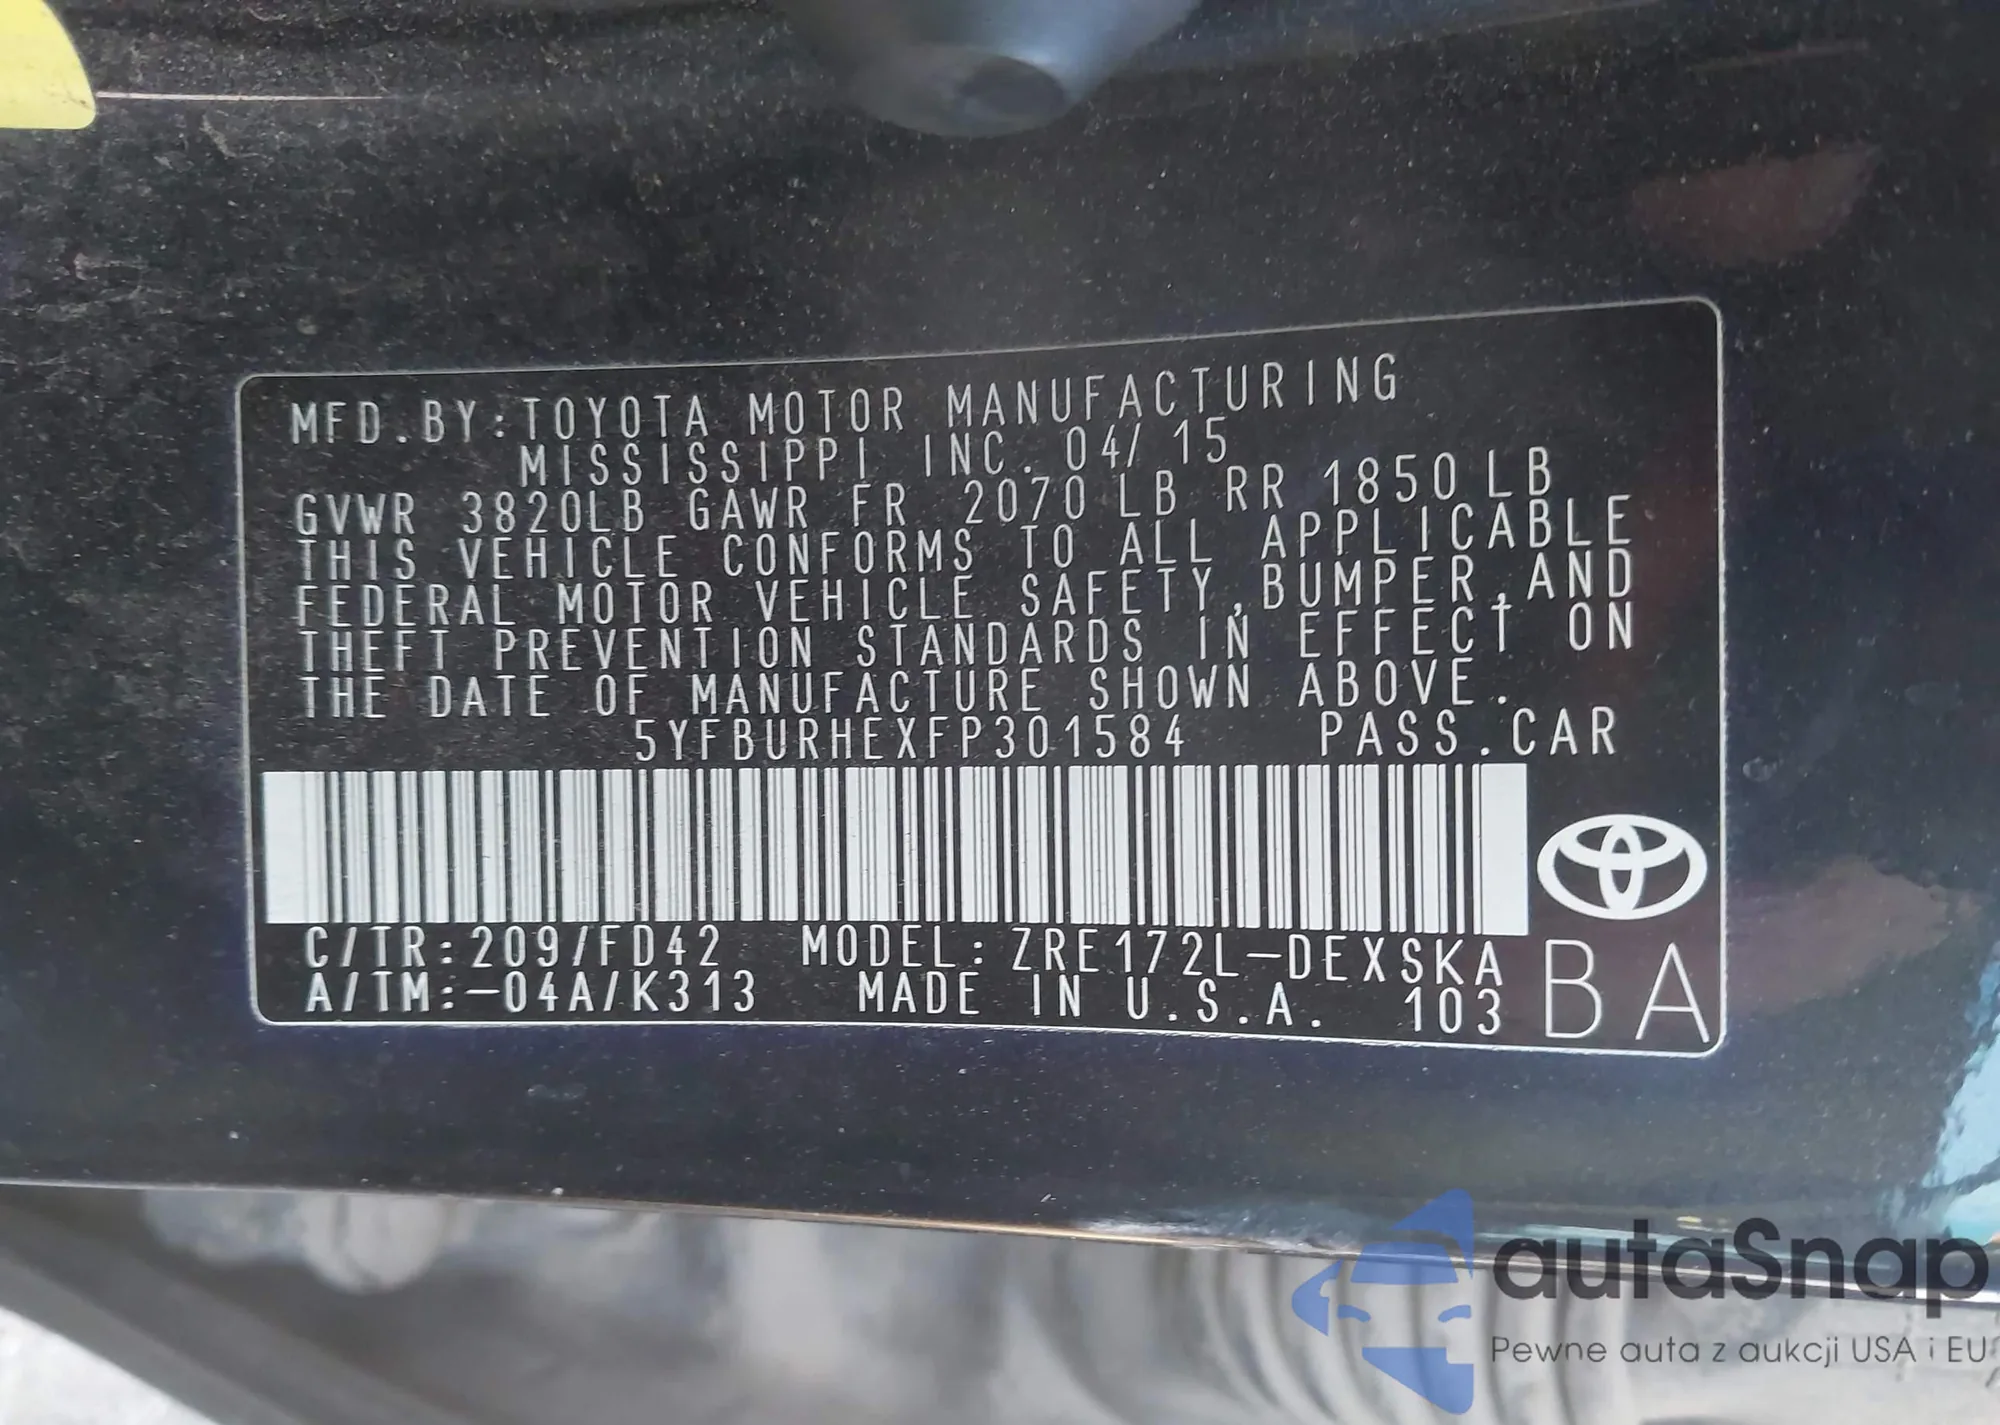 MFD.BY:TOYOTA MOTOR MANUFACTURING
MISSISSIPPI INC. 04/15
GVWR 3820LB GAWR FR 2070LB RR 1850LB
THIS VEHICLE CONFORMS TO ALL APPLICABLE
FEDERAL MOTOR VEHICLE SAFETY,BUMPER,AND
THEFT PREVENTION STANDARDS IN EFFECT ON
THE DATE OF MANUFACTURE SHOWN ABOVE.
5YFBURHEXFP301584 PASS.CAR
C/TR:209/FD42 MODEL:ZRE172L-DEXSKA
A/TM:-04A/K313 MADE IN U.S.A. 103
BA
autaSnap
Pewne auta z aukcji USA i EU